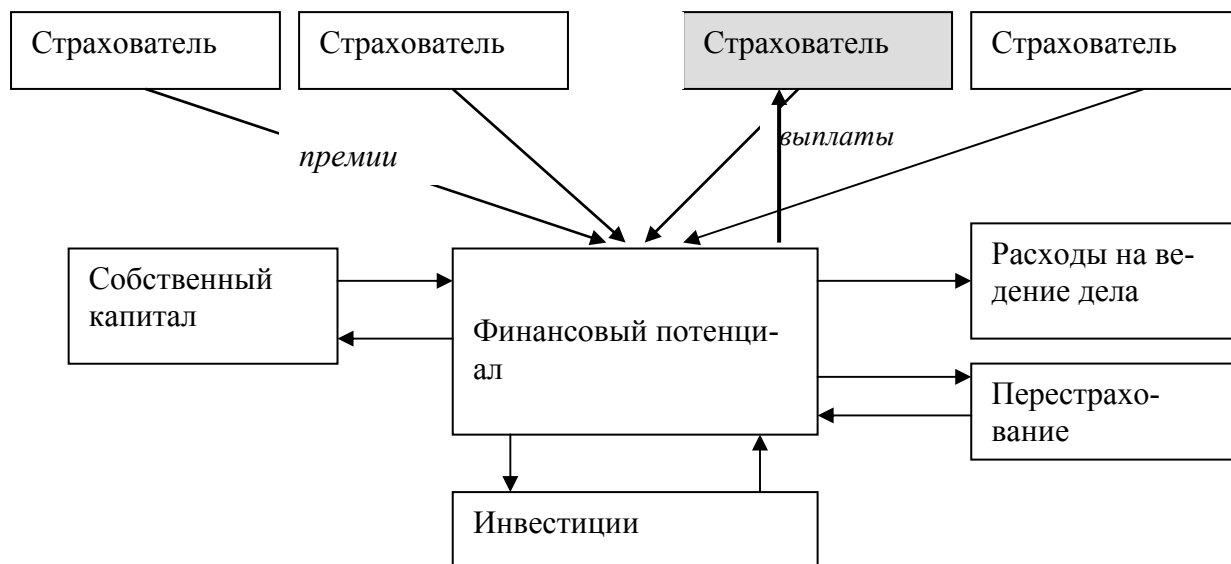 Страхователь
Страхователь
Страхователь
Страхователь
премии
выплаты
Собственный
капитал
Финансовый потенци-
ал
Расходы на ве-
дение дела
Перестрахо-
вание
Инвестиции